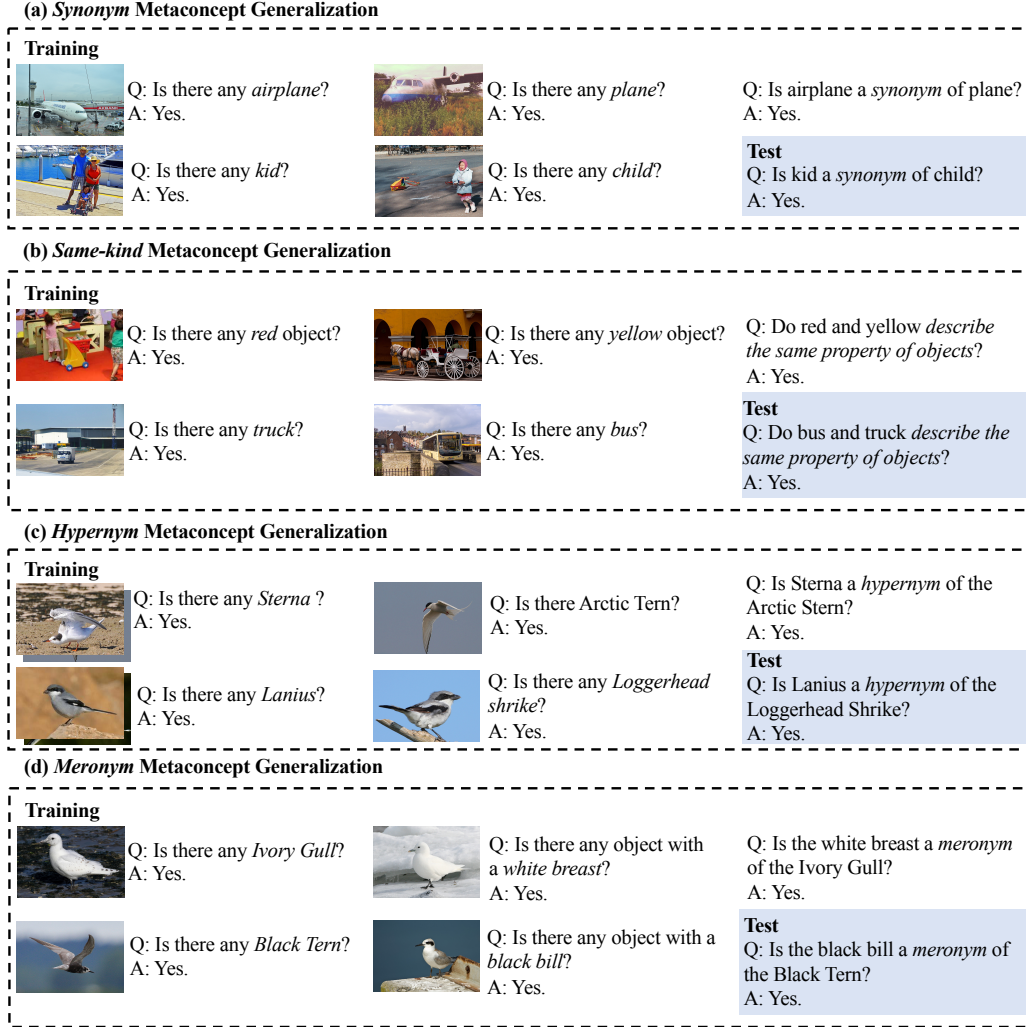 (a) Synonym Metaconcept Generalization
Training
Q: Is there any airplane?
A: Yes.
Q: Is there any plane?
A: Yes.
Q: Is airplane a synonym of plane?
A: Yes.
Q: Is there any kid?
A: Yes.
Q: Is there any child?
A: Yes.
Test
Q: Is kid a synonym of child?
A: Yes.
(b) Same-kind Metaconcept Generalization
Training
Q: Is there any red object?
A: Yes.
Q: Is there any yellow object?
A: Yes.
Q: Do red and yellow describe
the same property of objects?
A: Yes.
Q: Is there any truck?
A: Yes.
Q: Is there any bus?
A: Yes.
Test
Q: Do bus and truck describe the
same property of objects?
A: Yes.
(c) Hypernym Metaconcept Generalization
Training
Q: Is there any Sterna ?
A: Yes.
Q: Is there Arctic Tern?
A: Yes.
Q: Is Sterna a hypernym of the
Arctic Stern?
A: Yes.
Q: Is there any Lanius?
A: Yes.
Q: Is there any Loggerhead
shrike?
A: Yes.
Test
Q: Is Lanius a hypernym of the
Loggerhead Shrike?
A: Yes.
(d) Meronym Metaconcept Generalization
Training
Q: Is there any Ivory Gull?
A: Yes.
Q: Is there any object with
a white breast?
A: Yes.
Q: Is the white breast a meronym
of the Ivory Gull?
A: Yes.
Q: Is there any Black Tern?
A: Yes.
Q: Is there any object with a
black bill?
A: Yes.
Test
Q: Is the black bill a meronym of
the Black Tern?
A: Yes.